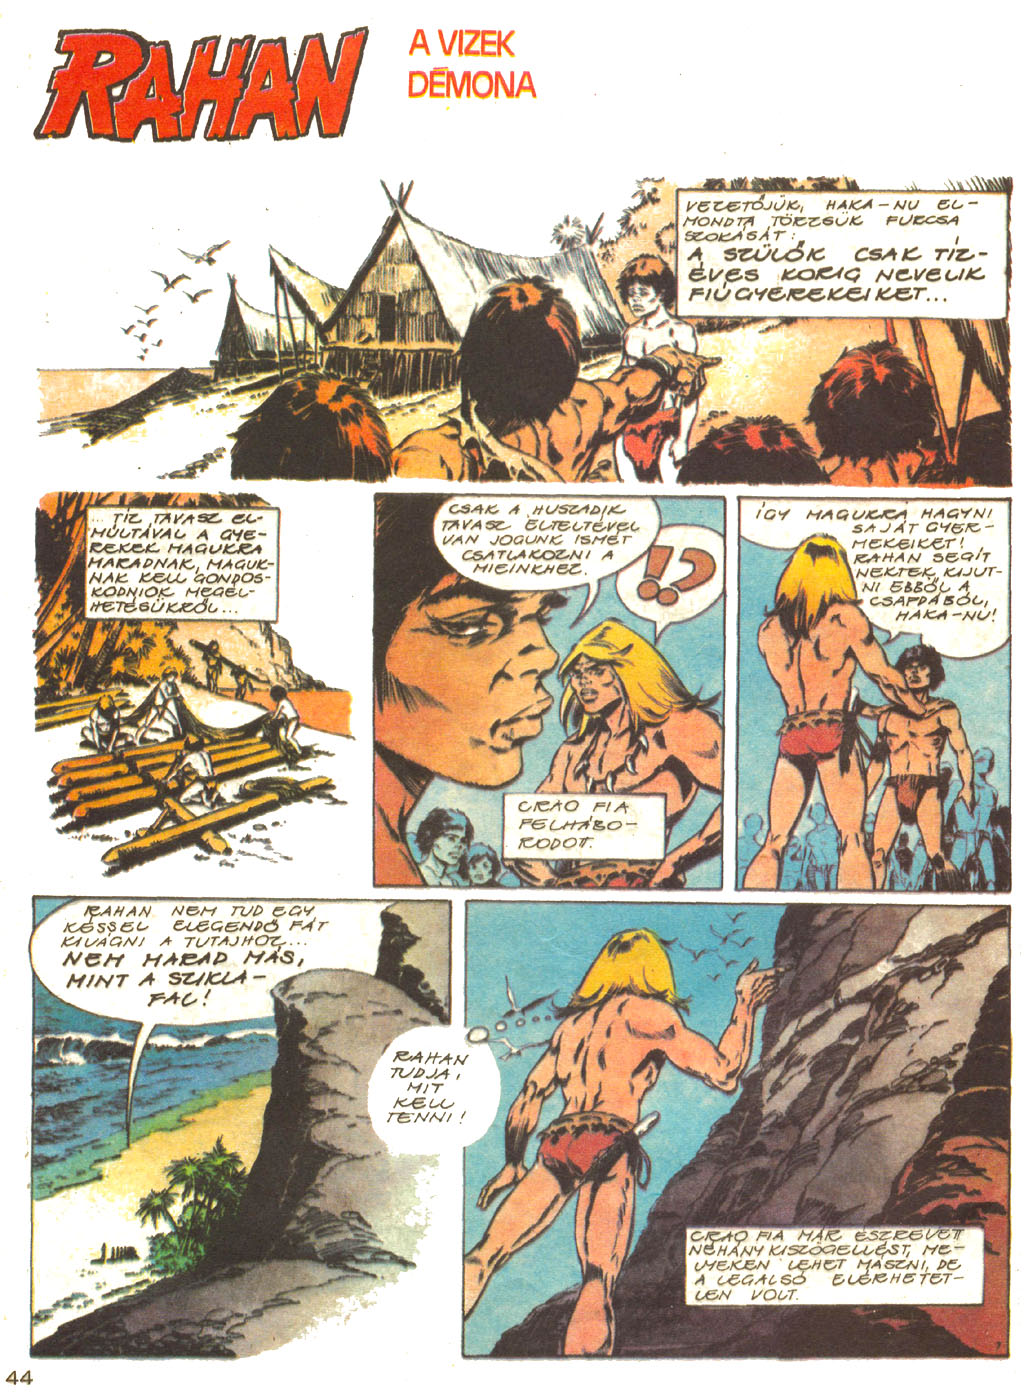 RAHAN
A VIZEK
DÉMONA
VEZETŐJÜK, HAKA-NU EL-
MONDTA TÖRZSÜK FURCSA
SZOKÁSÁT:
A SZÜLŐK CSAK TÍZ-
ÉVES KORIG NEVELIK
FIÚGYEREKEIKET...
... TÍZ TAVASZ EL-
MÚLTÁVAL A GYE-
REKEK MAGUKRA
MARADNAK, MAGUK-
NAK KELL GONDOS-
KODNIOK MEGÉL-
HETÉSÜKRŐL...
CSAK A HUSZADIK
TAVASZ ELTELTÉVEL
VAN JOGUNK ISMÉT
CSATLAKOZNI A
MIEINKHEZ.
!?
CRAO FIA
FELHÁBO-
RODOTT.
ÍGY MAGUKRA HAGYNI
SAJÁT GYER-
MEKEIKET!
RAHAN SEGÍT
NEKTEK KIJUT-
NI EBBŐL A
CSAPDÁBÓL,
HAKA-NU!
RAHAN NEM TUD EGY
KÉSSEL ELEGENDŐ FÁT
KIVÁGNI A TUTAJHOZ...
NEM MARAD MÁS,
MINT A SZIKLA-
FAL!
RAHAN
TUDJA,
MIT
KELL
TENNI!
CRAO FIA MÁR ÉSZREVETT
NÉHÁNY KISZÖGELLÉST, ME-
LYEKEN LEHET MÁSZNI, DE
A LEGALSÓ ELÉRHETET-
LEN VOLT.
7
44